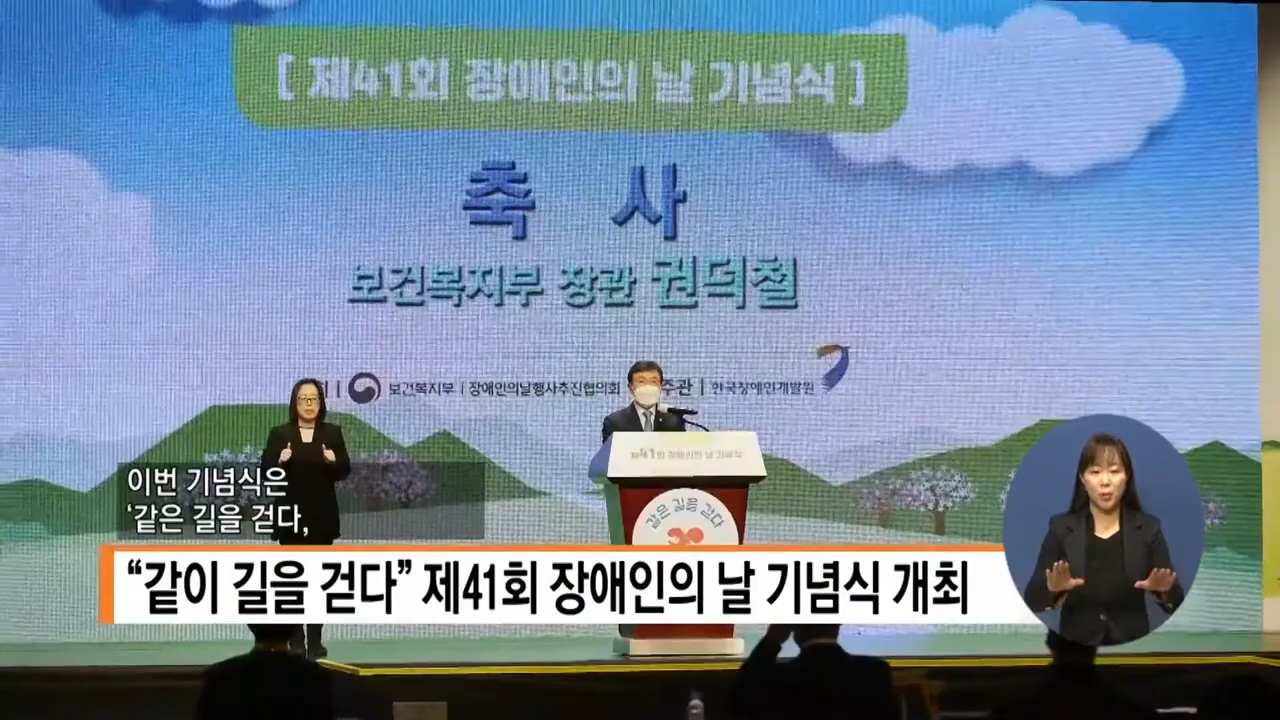 [ 제41회 장애인의 날 기념식 ]
축 사
보건복지부 장관 권덕철
보건복지부 | 장애인의날행사추진협의회 주관 | 한국장애인개발원
제41회 장애인의 날 기념식
같은 길을 걷다
이번 기념식은
‘같은 길을 걷다,
“같이 길을 걷다” 제41회 장애인의 날 기념식 개최